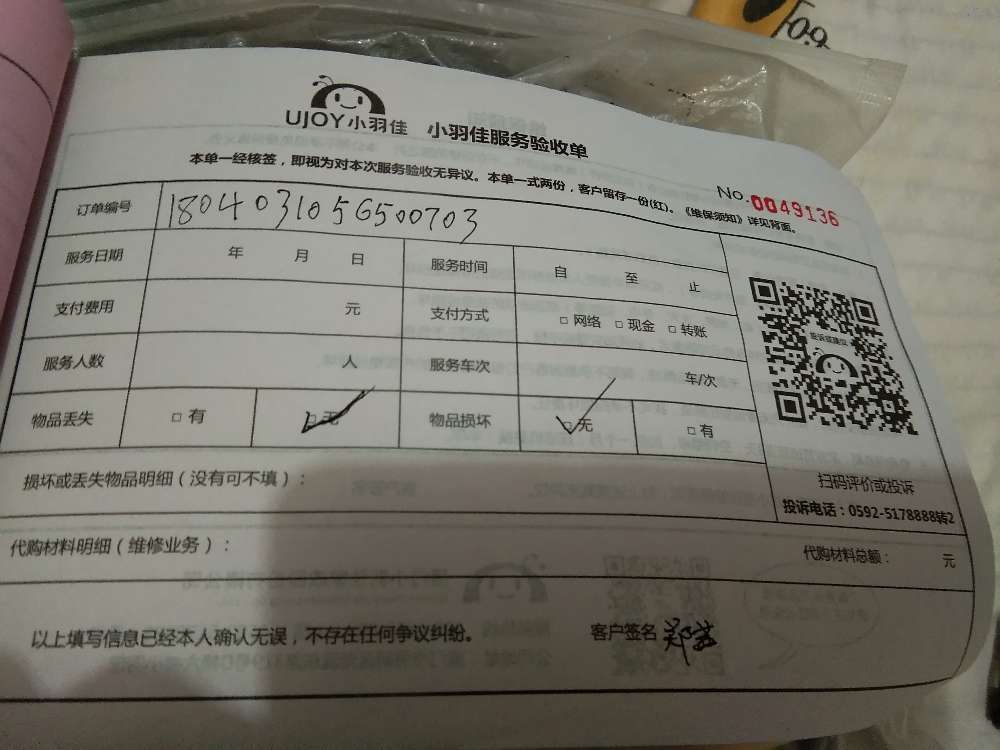 UJOY小羽佳 小羽佳服务验收单
本单一经核签，即视为对本次服务验收无异议。本单一式两份，客户留存一份(红)。《维保须知》详见背面。
No.0049136
订单编号 1804031056500703
服务日期 年 月 日 服务时间 自 至 止
支付费用 元 支付方式 □ 网络 □ 现金 □ 转账
服务人数 人 服务车次 车/次
物品丢失 □ 有 □ 无 物品损坏 □ 无 □ 有
损坏或丢失物品明细（没有可不填）：
扫码评价或投诉
投诉电话：0592-5178888转2
代购材料明细（维修业务）： 代购材料总额： 元
以上填写信息已经本人确认无误，不存在任何争议纠纷。 客户签名 郑